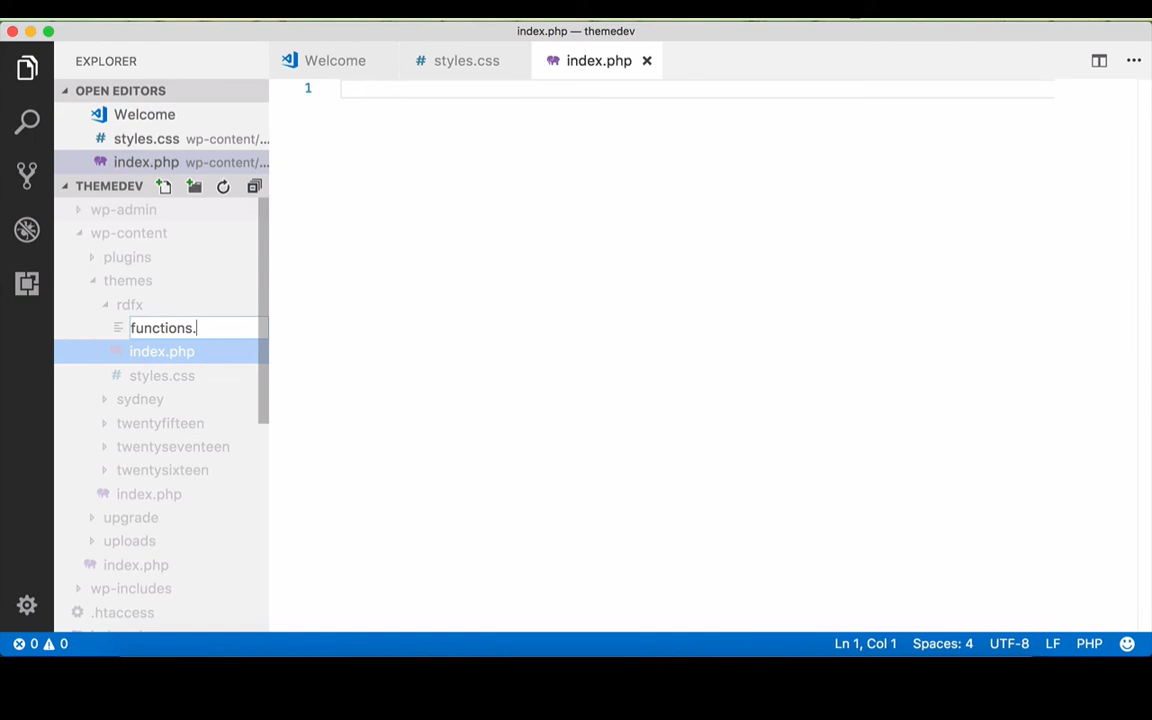 index.php — themedev
EXPLORER
Welcome
# styles.css
index.php
OPEN EDITORS
Welcome
# styles.css wp-content/...
index.php wp-content/...
THEMEDEV
wp-admin
wp-content
plugins
themes
rdfx
functions.
index.php
# styles.css
sydney
twentyfifteen
twentyseventeen
twentysixteen
index.php
upgrade
uploads
index.php
wp-includes
.htaccess
1
0 0
Ln 1, Col 1 Spaces: 4 UTF-8 LF PHP